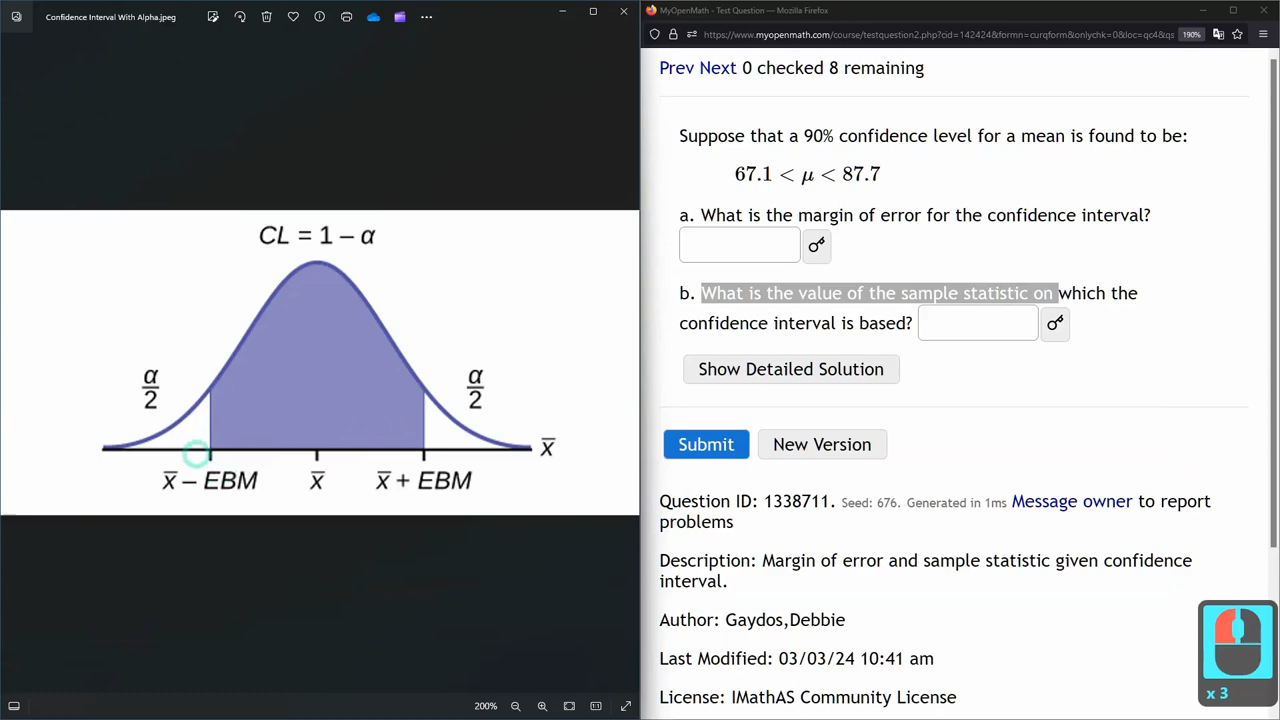 Confidence Interval With Alpha.jpeg
CL = 1 – α
α
2
α
2
x̅
x̅ – EBM
x̅
x̅ + EBM
200%
MyOpenMath - Test Question — Mozilla Firefox
https://www.myopenmath.com/course/testquestion2.php?cid=142424&formn=curqform&onlychk=0&loc=qc4&qs
190%
Prev Next 0 checked 8 remaining
Suppose that a 90% confidence level for a mean is found to be:
67.1 < μ < 87.7
a. What is the margin of error for the confidence interval?
b. What is the value of the sample statistic on which the
confidence interval is based?
Show Detailed Solution
Submit
New Version
Question ID: 1338711. Seed: 676. Generated in 1ms Message owner to report
problems
Description: Margin of error and sample statistic given confidence
interval.
Author: Gaydos,Debbie
Last Modified: 03/03/24 10:41 am
License: IMathAS Community License
x 3